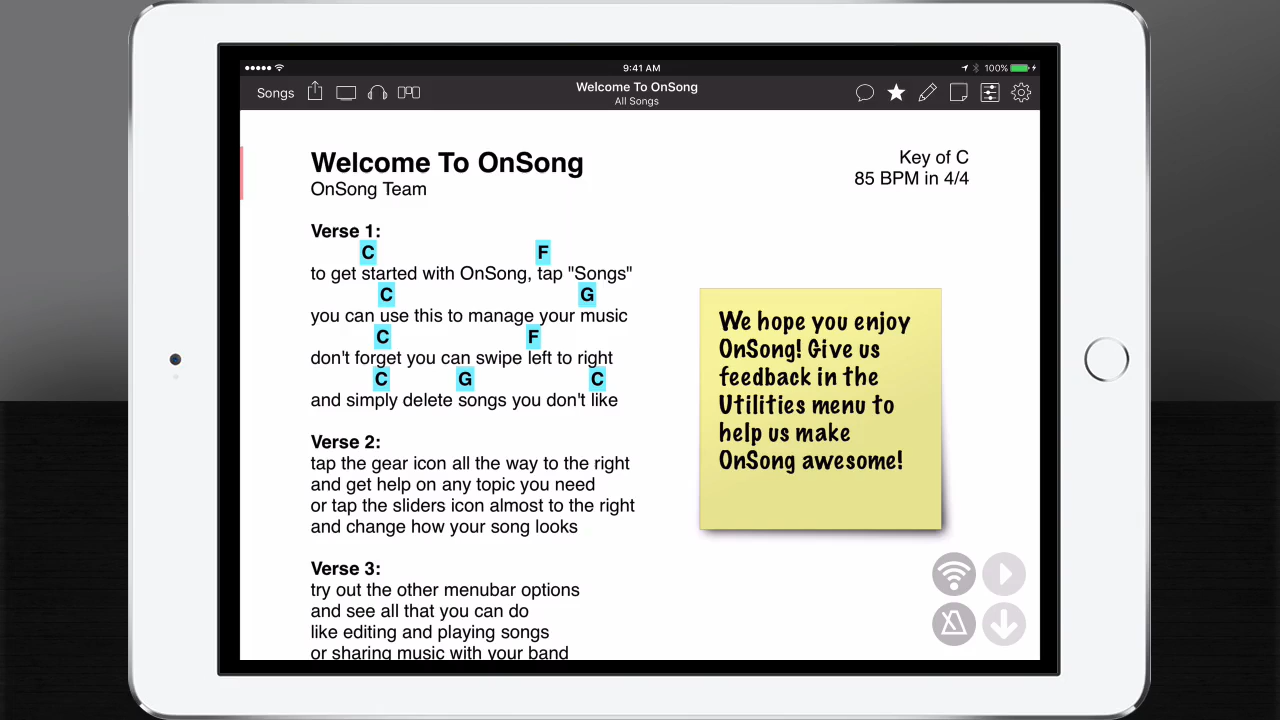 9:41 AM
100%
Songs
Welcome To OnSong
All Songs
Welcome To OnSong
OnSong Team
Key of C
85 BPM in 4/4
Verse 1:
C F
to get started with OnSong, tap "Songs"
C G
you can use this to manage your music
C F
don't forget you can swipe left to right
C G C
and simply delete songs you don't like
Verse 2:
tap the gear icon all the way to the right
and get help on any topic you need
or tap the sliders icon almost to the right
and change how your song looks
Verse 3:
try out the other menubar options
and see all that you can do
like editing and playing songs
or sharing music with your band
We hope you enjoy
OnSong! Give us
feedback in the
Utilities menu to
help us make
OnSong awesome!